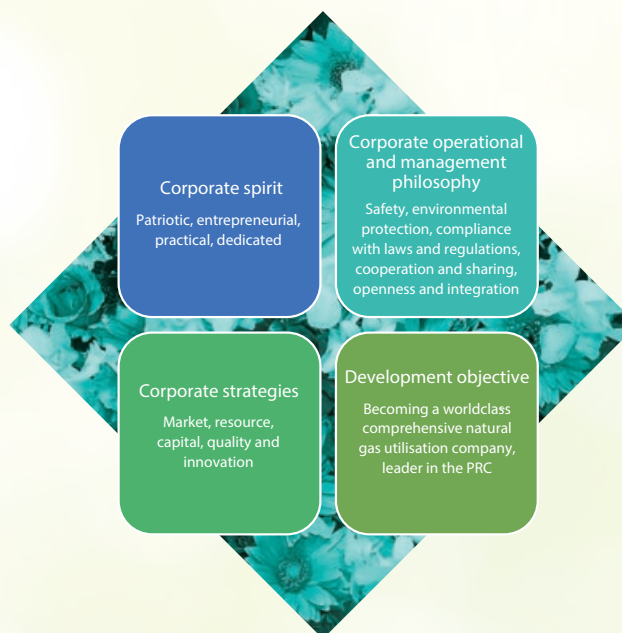 Corporate spirit
Patriotic, entrepreneurial,
practical, dedicated
Corporate operational
and management
philosophy
Safety, environmental
protection, compliance
with laws and regulations,
cooperation and sharing,
openness and integration
Corporate strategies
Market, resource,
capital, quality and
innovation
Development objective
Becoming a worldclass
comprehensive natural
gas utilisation company,
leader in the PRC